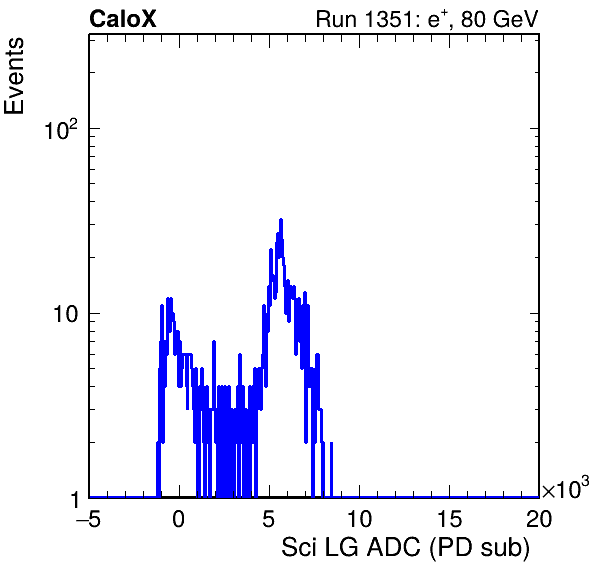 CaloX Run 1351: e⁺, 80 GeV
Events
10²
10
1
−5 0 5 10 15 20
×10³
Sci LG ADC (PD sub)